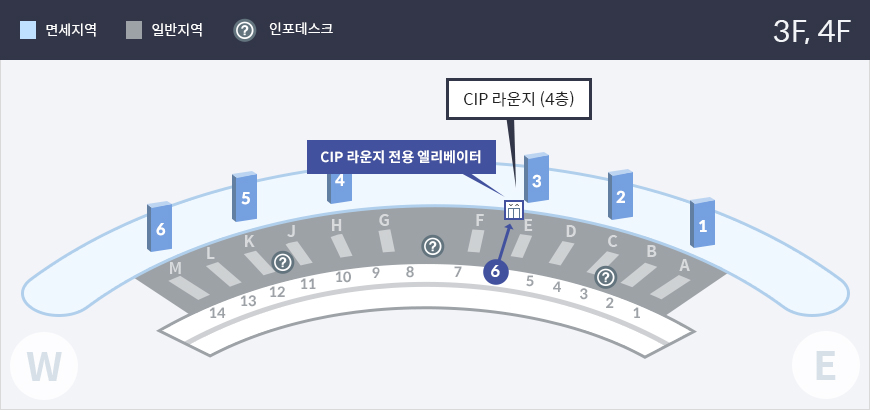 면세지역
일반지역
? 인포데스크
3F, 4F
CIP 라운지 (4층)
CIP 라운지 전용 엘리베이터
6
5
4
3
2
1
M
L
K
J
H
G
F
E
D
C
B
A
?
?
?
14
13
12
11
10
9
8
7
6
5
4
3
2
1
W
E